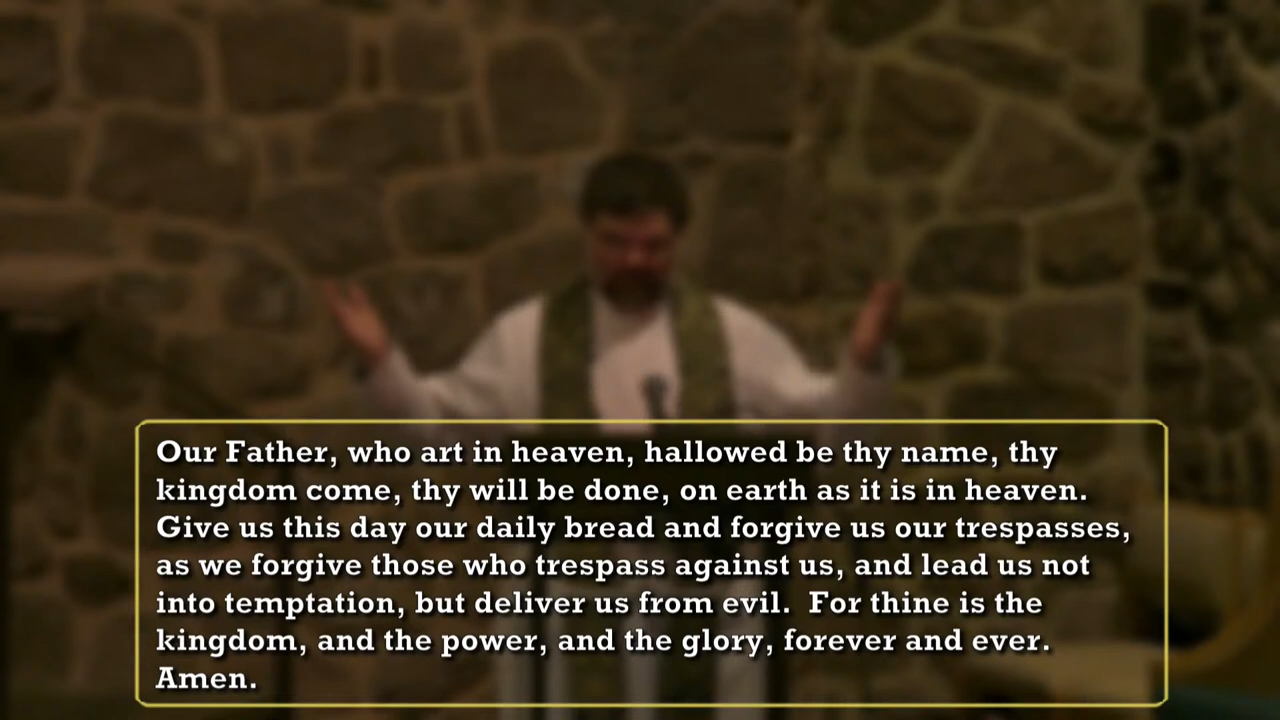 Our Father, who art in heaven, hallowed be thy name, thy
kingdom come, thy will be done, on earth as it is in heaven.
Give us this day our daily bread and forgive us our trespasses,
as we forgive those who trespass against us, and lead us not
into temptation, but deliver us from evil.  For thine is the
kingdom, and the power, and the glory, forever and ever.
Amen.